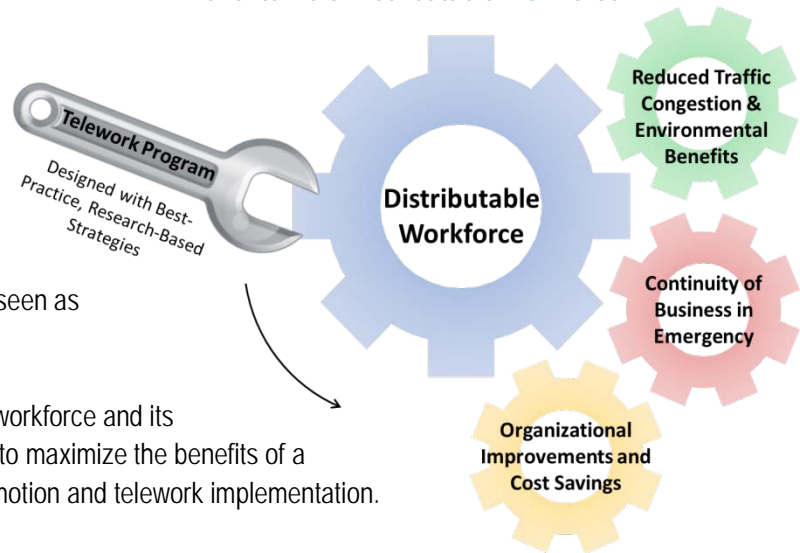 Telework Program
Designed with Best-
Practice, Research-Based
Strategies
Distributable
Workforce
Reduced Traffic
Congestion &
Environmental
Benefits
Continuity of
Business in
Emergency
Organizational
Improvements and
Cost Savings
seen as
workforce and its
to maximize the benefits of a
notion and telework implementation.